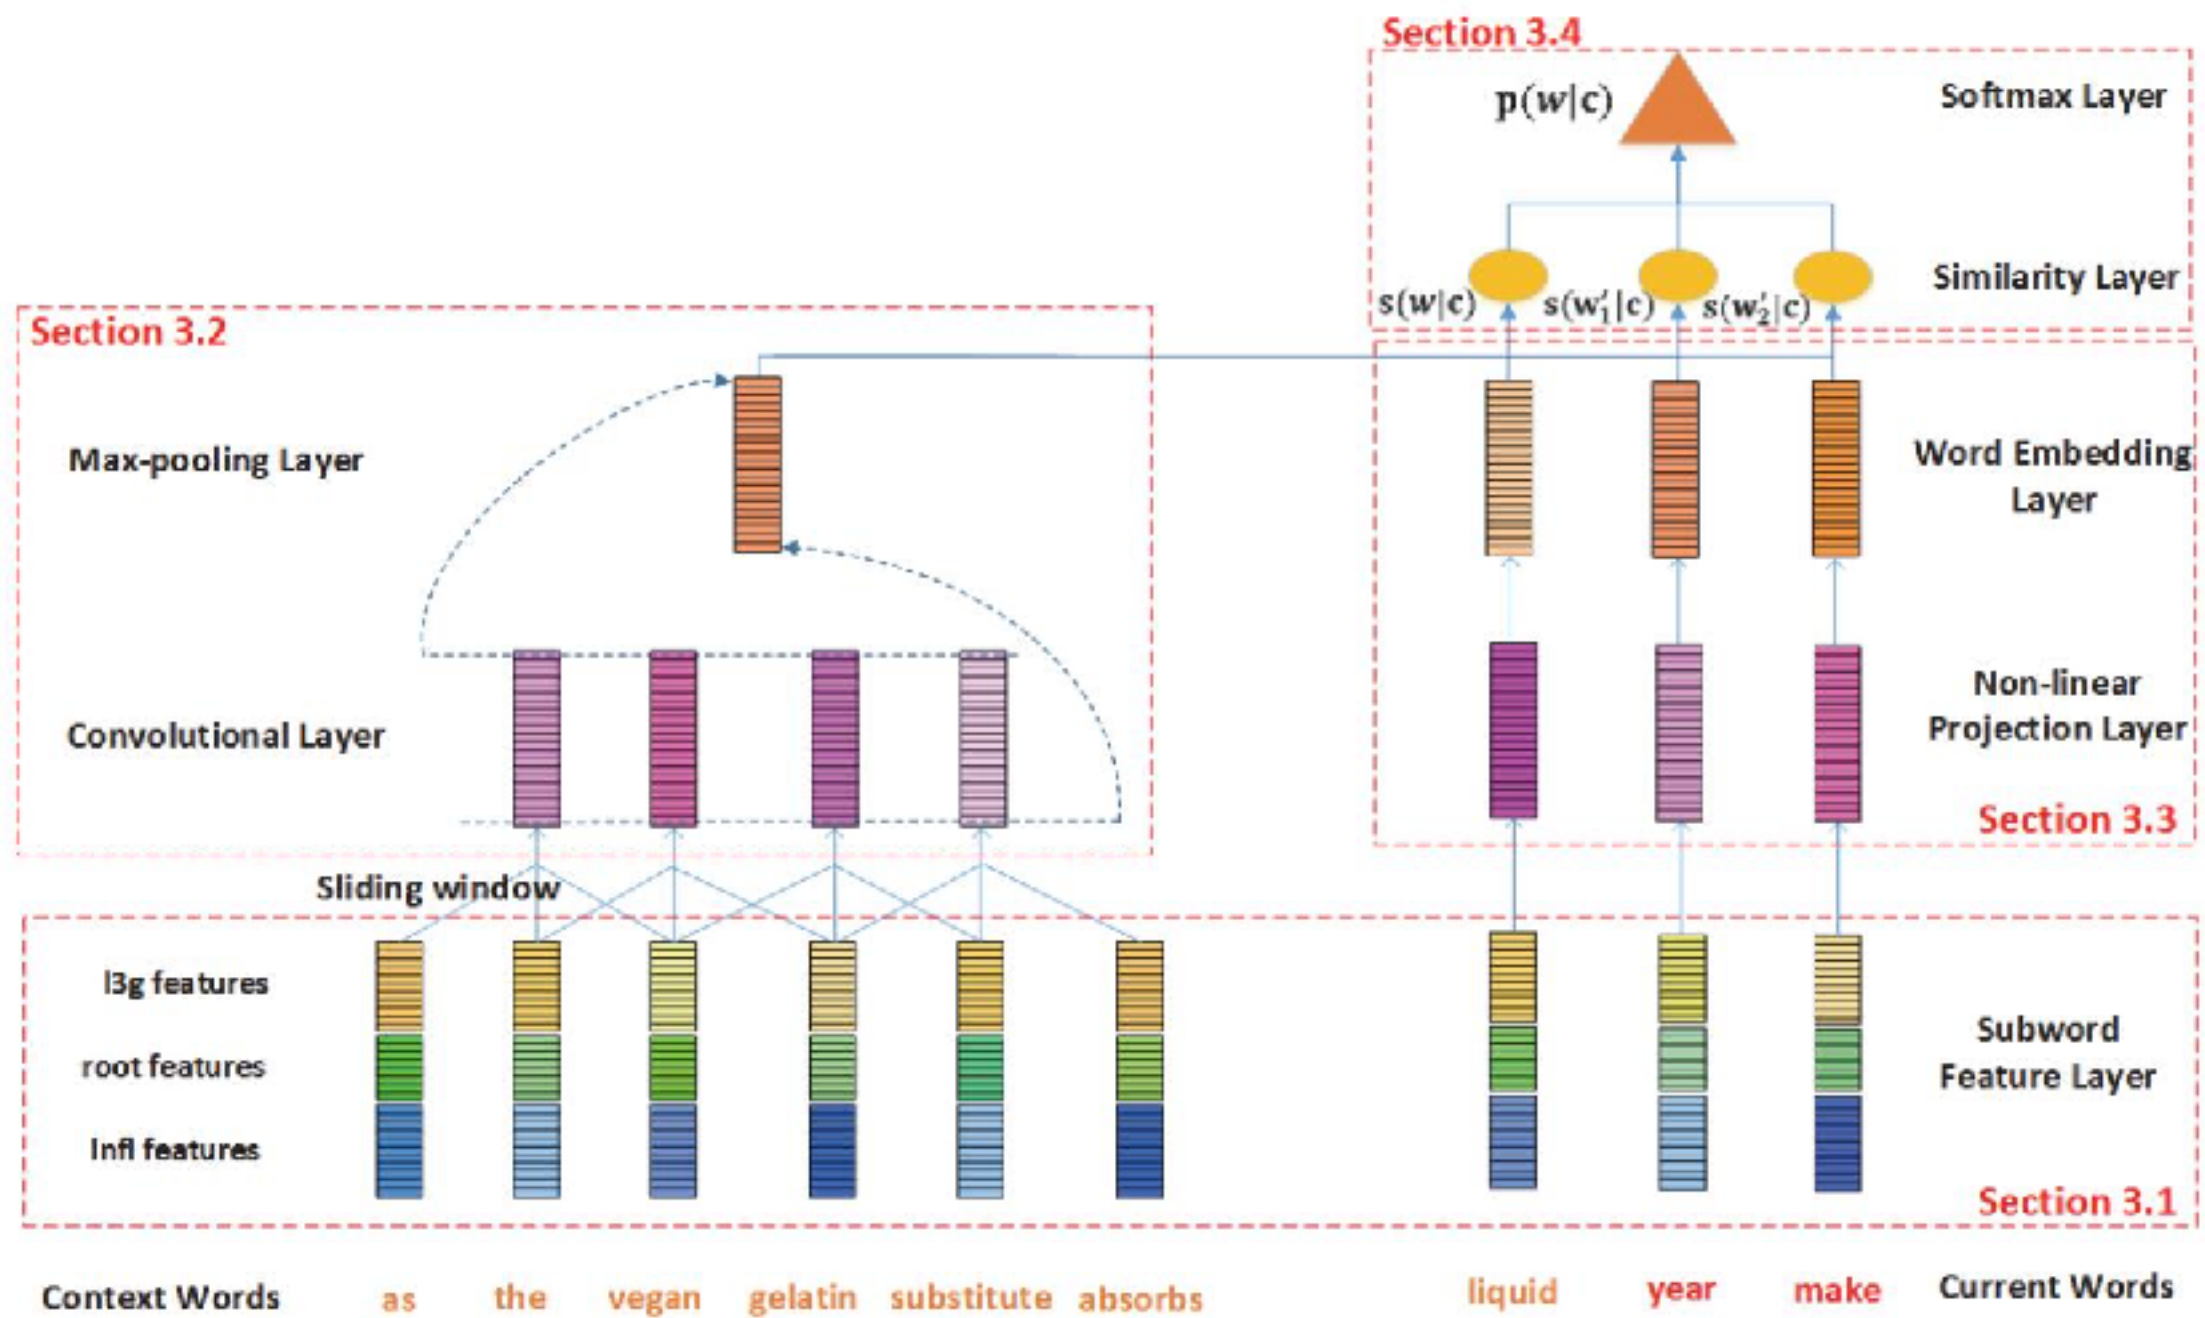 Section 3.4
p(w|c)
Softmax Layer
Similarity Layer
s(w|c)
s(w₁′|c)
s(w₂′|c)
Section 3.2
Max-pooling Layer
Word Embedding
Layer
Convolutional Layer
Non-linear
Projection Layer
Section 3.3
Sliding window
l3g features
root features
Infl features
Subword
Feature Layer
Section 3.1
Context Words as the vegan gelatin substitute absorbs liquid year make Current Words